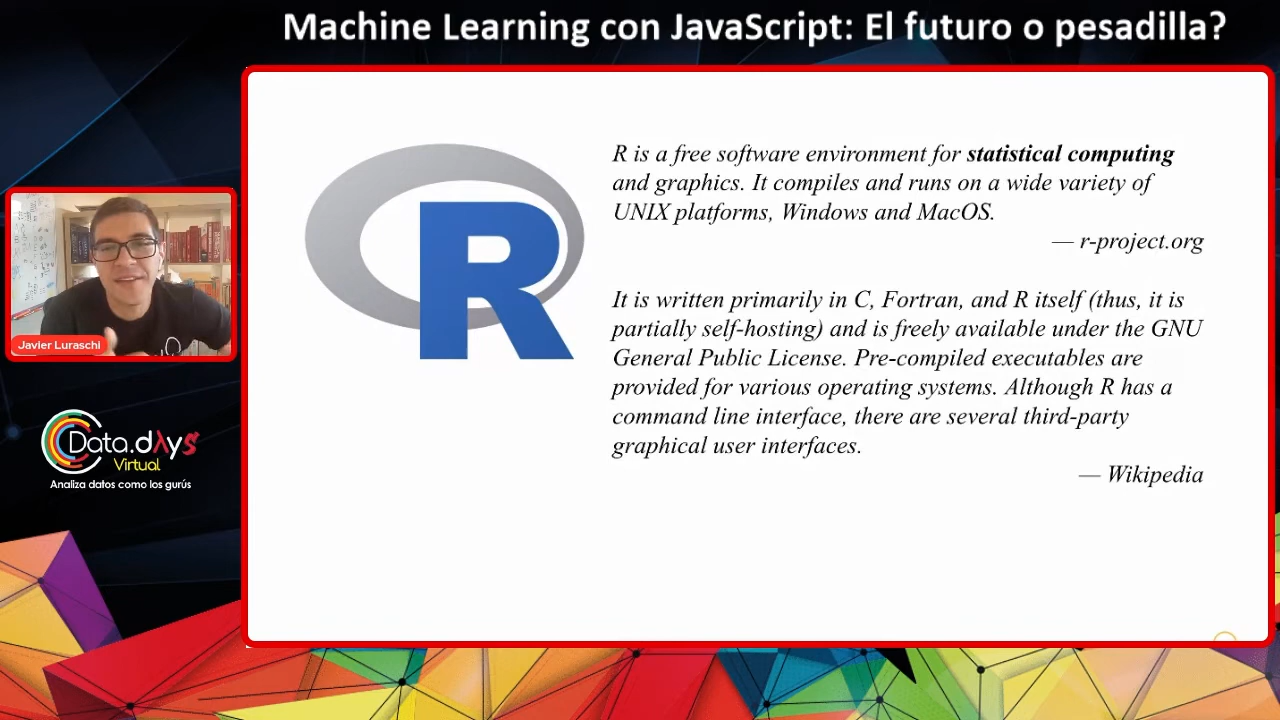 Machine Learning con JavaScript: El futuro o pesadilla?
R
R is a free software environment for statistical computing
and graphics. It compiles and runs on a wide variety of
UNIX platforms, Windows and MacOS.
— r-project.org
It is written primarily in C, Fortran, and R itself (thus, it is
partially self-hosting) and is freely available under the GNU
General Public License. Pre-compiled executables are
provided for various operating systems. Although R has a
command line interface, there are several third-party
graphical user interfaces.
— Wikipedia
Javier Luraschi
Data.dAys
Virtual
Analiza datos como los gurús